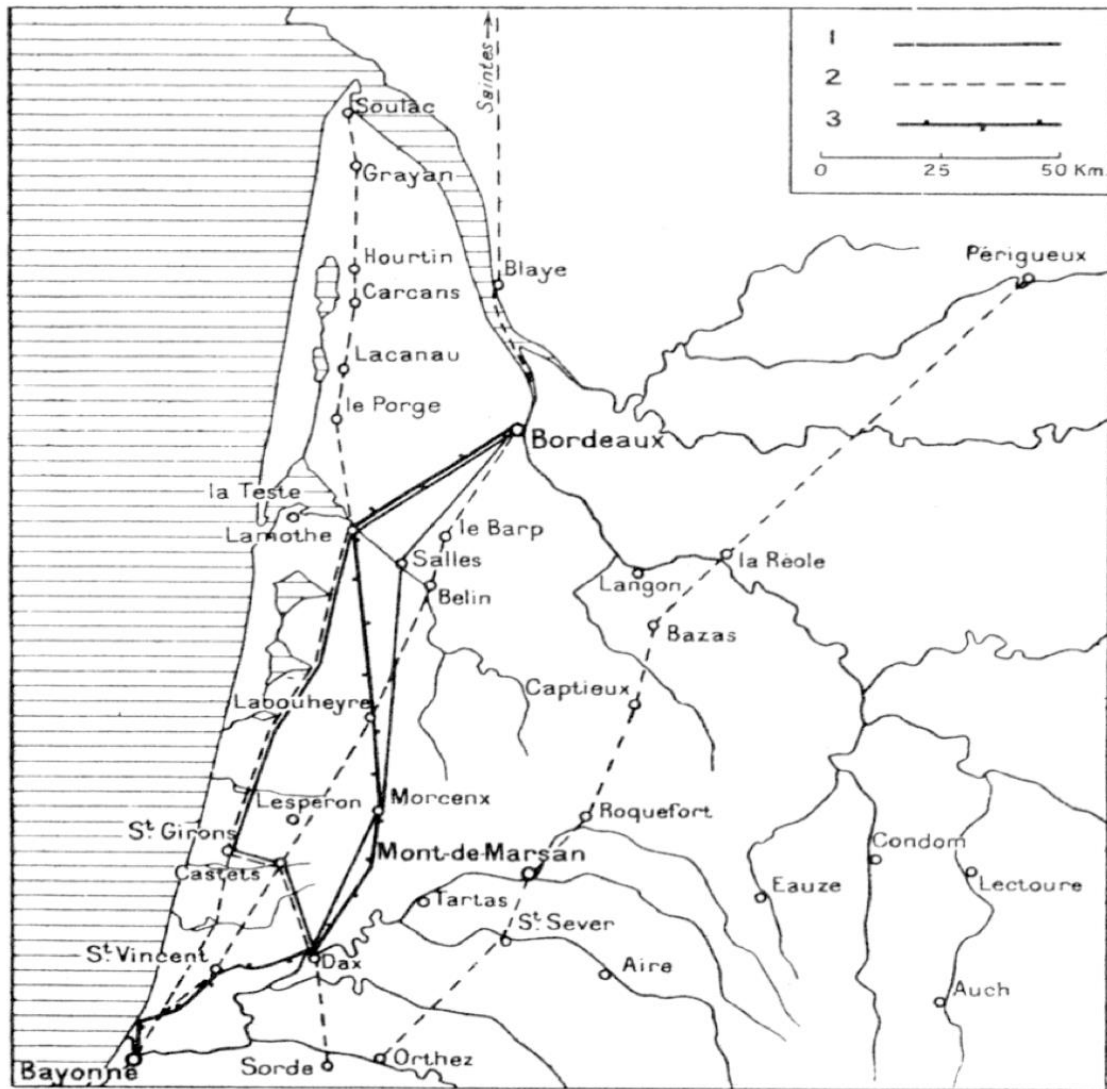 1
2
3
0 25 50 Km.
Saintes
Soulac
Grayan
Hourtin
Carcans
Blaye
Périgueux
Lacanau
le Porge
Bordeaux
la Teste
Lamothe
le Barp
Salles
Belin
Langon
la Réole
Bazas
Captieux
Labouheyre
Lesperon
Morcenx
Roquefort
St. Girons
Castets
Mont-de-Marsan
Condom
Lectoure
Eauze
Tartas
St. Sever
St. Vincent
Dax
Aire
Auch
Bayonne
Sorde
Orthez